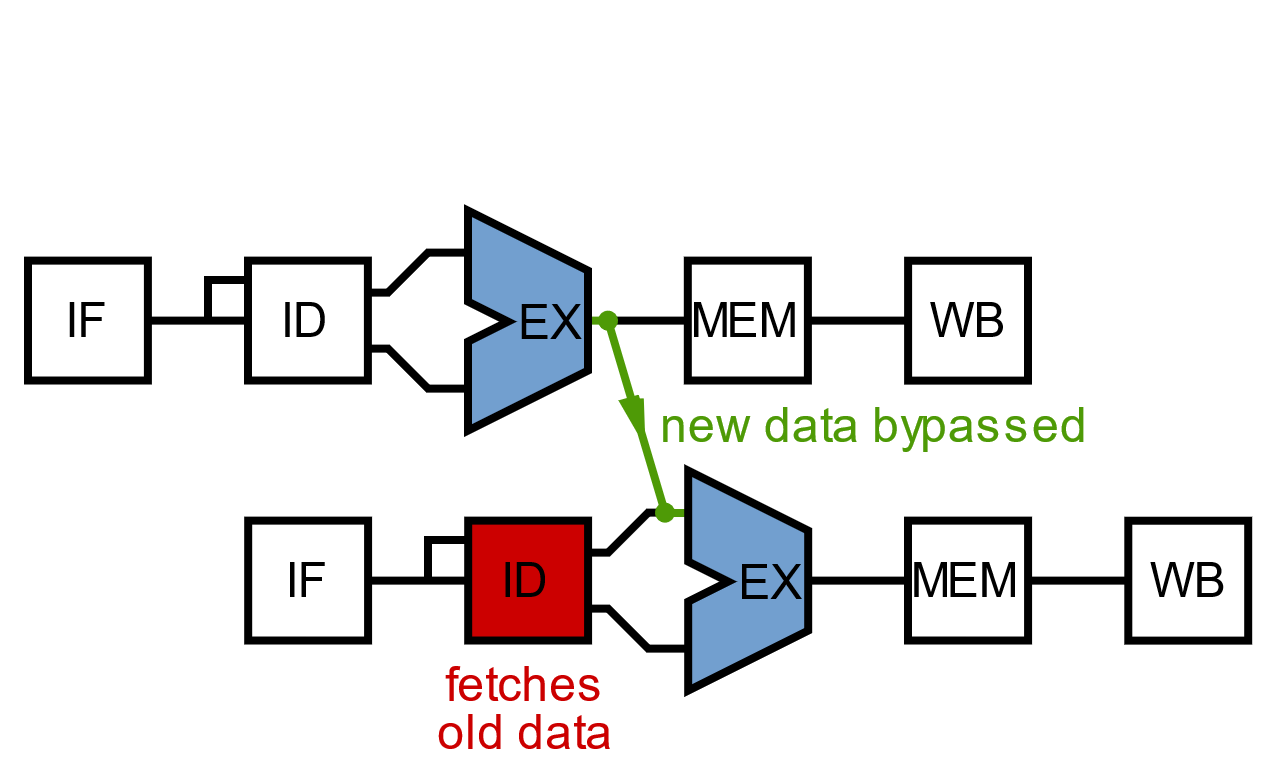 IF
ID
EX
MEM
WB
new data bypassed
IF
ID
EX
MEM
WB
fetches
old data